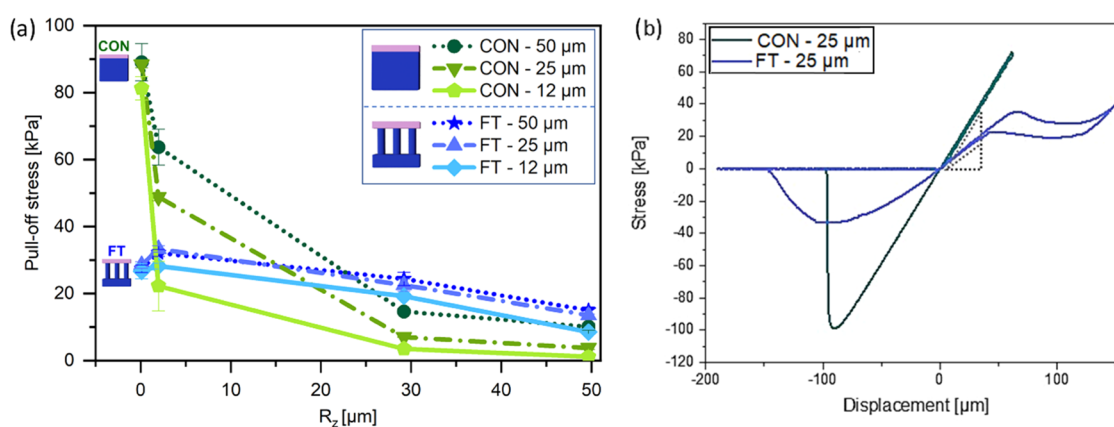 (a)
100
80
60
40
20
0
Pull-off stress [kPa]
CON
FT
CON - 50 µm
CON - 25 µm
CON - 12 µm
FT - 50 µm
FT - 25 µm
FT - 12 µm
0 10 20 30 40 50
Rz [µm]
(b)
80
60
40
20
0
-20
-40
-60
-80
-100
-120
Stress [kPa]
CON - 25 µm
FT - 25 µm
-200 -100 0 100
Displacement [µm]